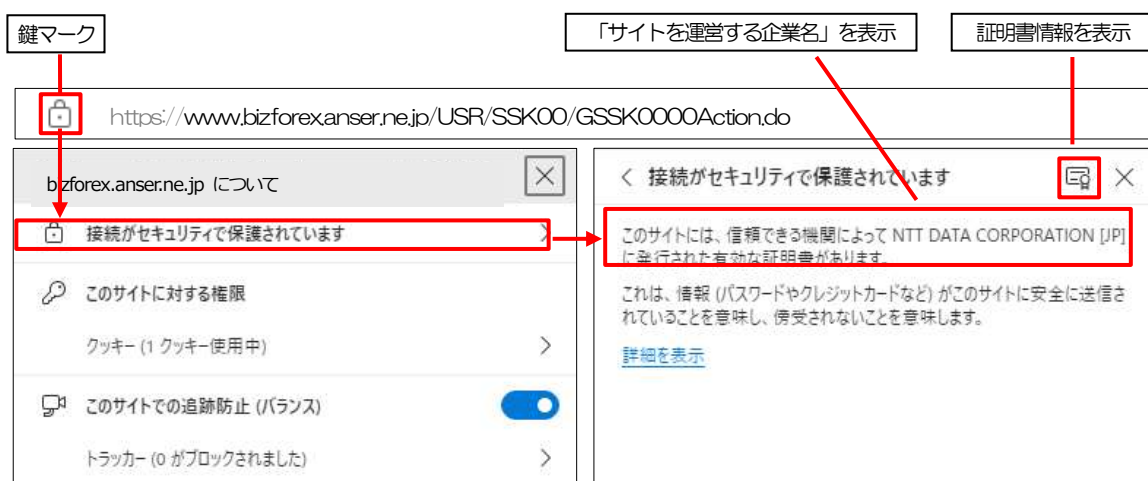 鍵マーク
「サイトを運営する企業名」を表示
証明書情報を表示
https://www.bizforex.anser.ne.jp/USR/SSK00/GSSK0000Action.do
bizforex.anser.ne.jp について
接続がセキュリティで保護されています
このサイトに対する権限
クッキー (1 クッキー使用中)
このサイトでの追跡防止 (バランス)
トラッカー (0 がブロックされました)
接続がセキュリティで保護されています
このサイトには、信頼できる機関によって NTT DATA CORPORATION [JP]
に発行された有効な証明書があります。
これは、情報 (パスワードやクレジットカードなど) がこのサイトに安全に送信さ
れていることを意味し、傍受されないことを意味します。
詳細を表示